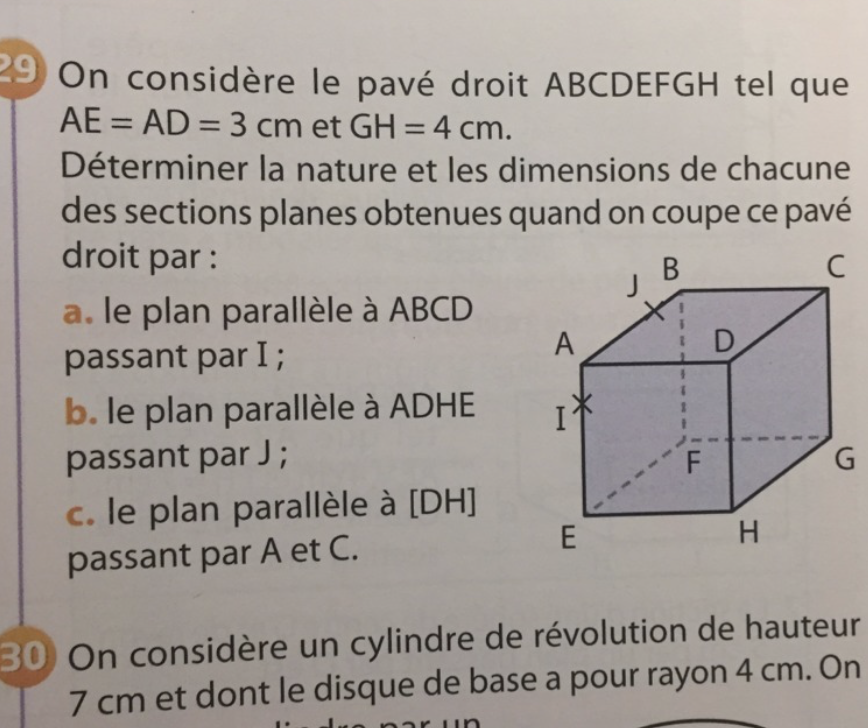 29 On considère le pavé droit ABCDEFGH tel que
AE = AD = 3 cm et GH = 4 cm.
Déterminer la nature et les dimensions de chacune
des sections planes obtenues quand on coupe ce pavé
droit par :
a. le plan parallèle à ABCD
passant par I ;
b. le plan parallèle à ADHE
passant par J ;
c. le plan parallèle à [DH]
passant par A et C.
J B C
A D
I
F G
E H
30 On considère un cylindre de révolution de hauteur
7 cm et dont le disque de base a pour rayon 4 cm. On